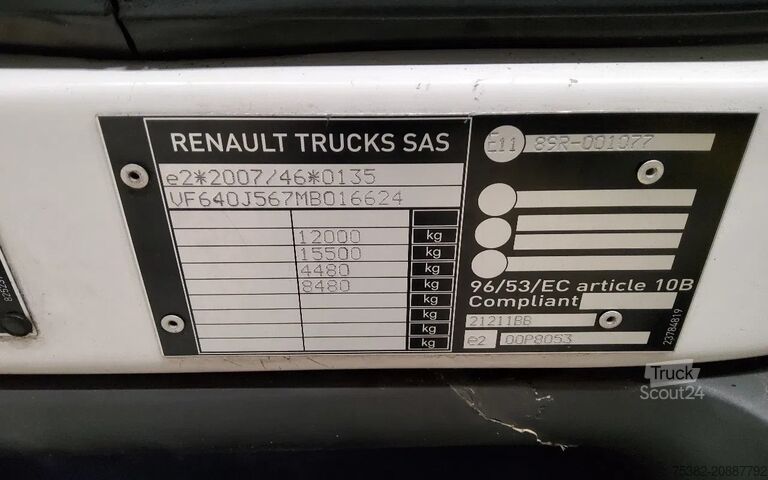 RENAULT TRUCKS SAS
e2*2007/46*0135
VF640J567MB016624
12000 kg
15500 kg
4480 kg
8480 kg
kg
kg
kg
kg
E11 89R-001077
96/53/EC article 10B
Compliant
21211BB
e2 00P8053
23784819
Truck
Scout24
75382-20887792